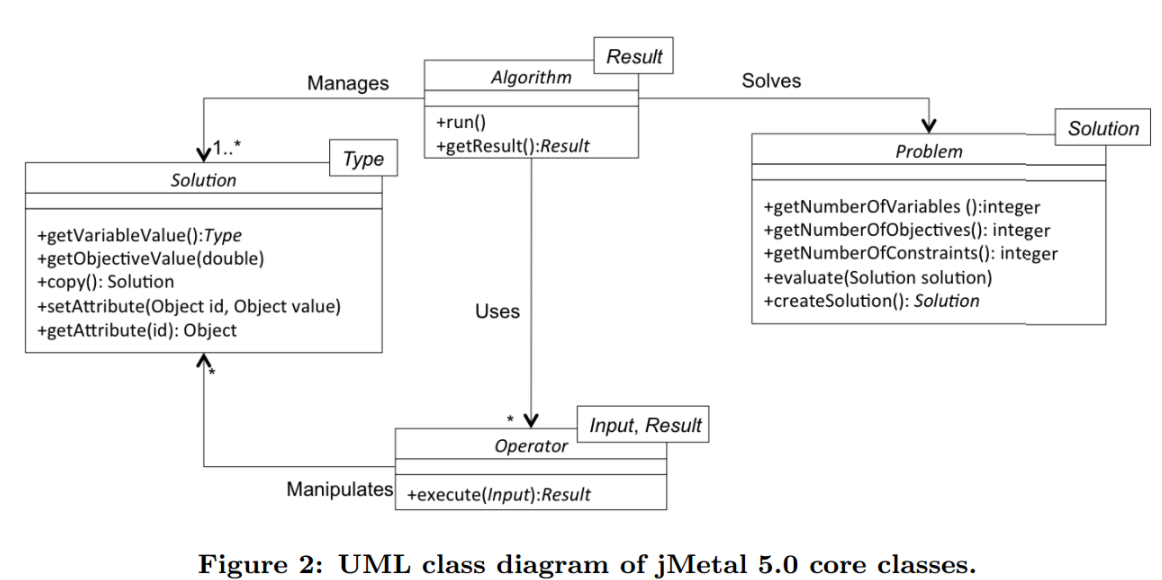 Result
Algorithm
+run()
+getResult():Result
Manages
Solves
1..*
Type
Solution
+getVariableValue():Type
+getObjectiveValue(double)
+copy(): Solution
+setAttribute(Object id, Object value)
+getAttribute(id): Object
Solution
Problem
+getNumberOfVariables ():integer
+getNumberOfObjectives(): integer
+getNumberOfConstraints(): integer
+evaluate(Solution solution)
+createSolution(): Solution
Uses
*
*
Input, Result
Operator
+execute(Input):Result
Manipulates
Figure 2: UML class diagram of jMetal 5.0 core classes.